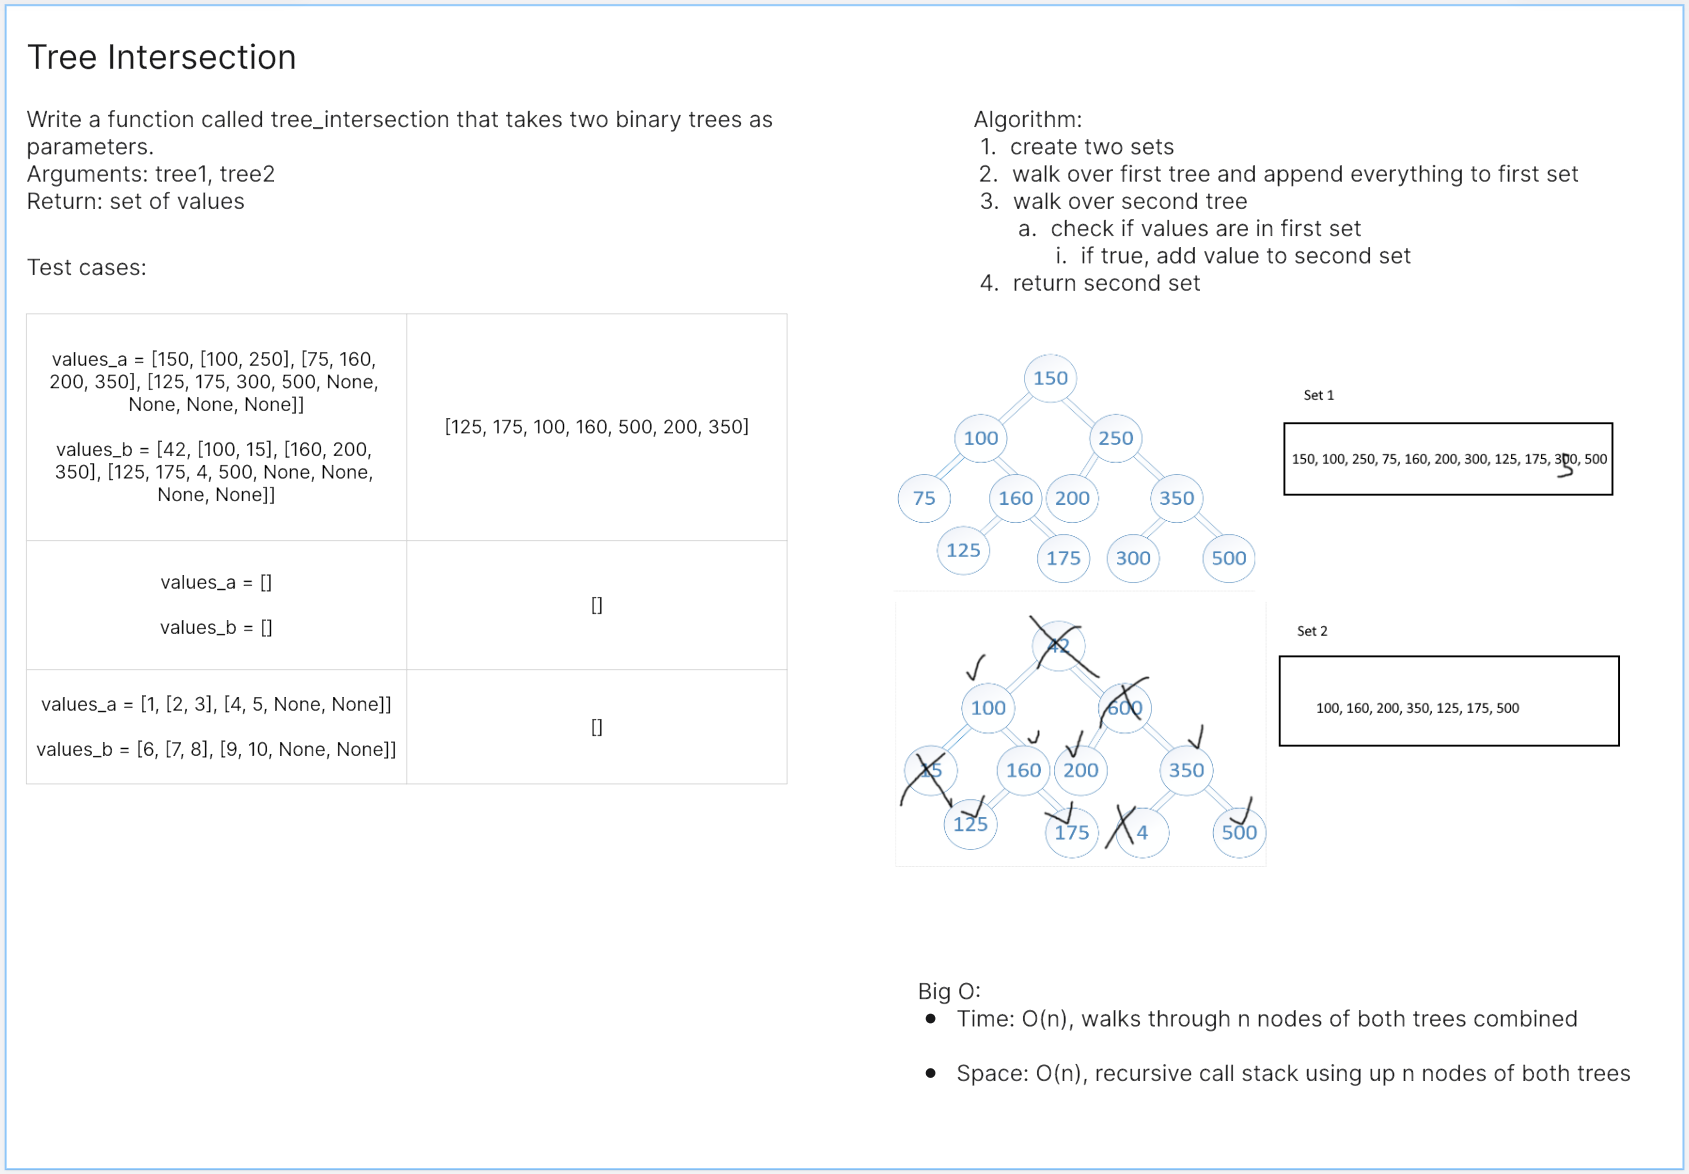 Tree Intersection
Write a function called tree_intersection that takes two binary trees as
parameters.
Arguments: tree1, tree2
Return: set of values
Test cases:
values_a = [150, [100, 250], [75, 160,
200, 350], [125, 175, 300, 500, None,
None, None, None]]
values_b = [42, [100, 15], [160, 200,
350], [125, 175, 4, 500, None, None,
None, None]]
[125, 175, 100, 160, 500, 200, 350]
values_a = []
values_b = []
[]
values_a = [1, [2, 3], [4, 5, None, None]]
values_b = [6, [7, 8], [9, 10, None, None]]
[]
Algorithm:
1. create two sets
2. walk over first tree and append everything to first set
3. walk over second tree
a. check if values are in first set
i. if true, add value to second set
4. return second set
150
100 250
75 160 200 350
125 175 300 500
Set 1
150, 100, 250, 75, 160, 200, 300, 125, 175, 300, 500
42
100 600
15 160 200 350
125 175 4 500
Set 2
100, 160, 200, 350, 125, 175, 500
Big O:
• Time: O(n), walks through n nodes of both trees combined
• Space: O(n), recursive call stack using up n nodes of both trees